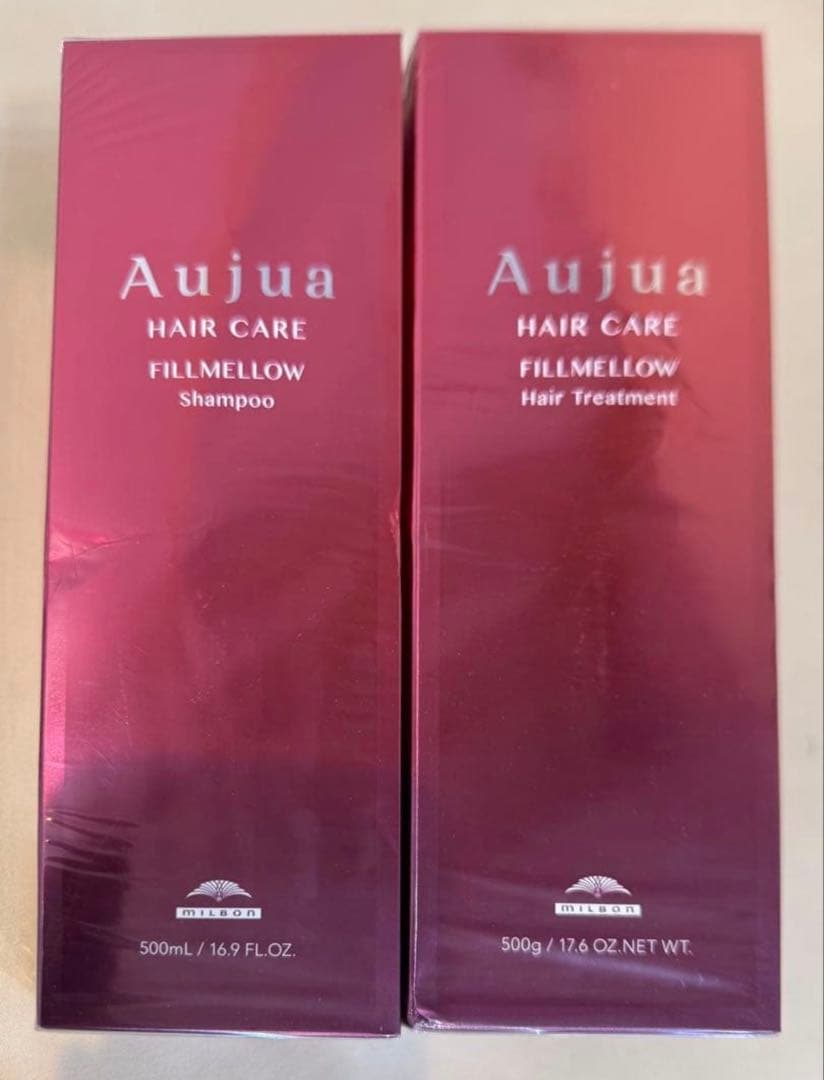 Aujua
HAIR CARE
FILLMELLOW
Shampoo
MILBON
500mL / 16.9 FL.OZ.
Aujua
HAIR CARE
FILLMELLOW
Hair Treatment
MILBON
500g / 17.6 OZ.NET WT.